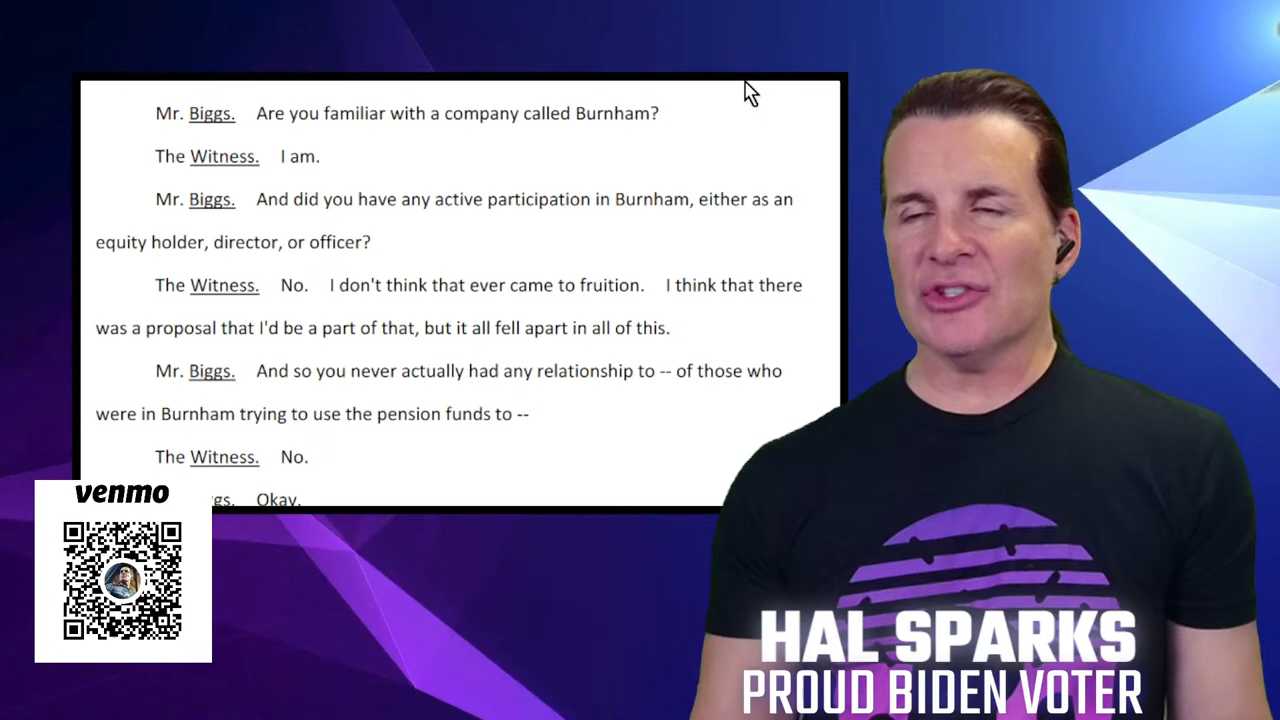 Mr. Biggs. Are you familiar with a company called Burnham?
The Witness. I am.
Mr. Biggs. And did you have any active participation in Burnham, either as an
equity holder, director, or officer?
The Witness. No. I don't think that ever came to fruition. I think that there
was a proposal that I'd be a part of that, but it all fell apart in all of this.
Mr. Biggs. And so you never actually had any relationship to -- of those who
were in Burnham trying to use the pension funds to --
The Witness. No.
ggs. Okay.
venmo
HAL SPARKS
PROUD BIDEN VOTER